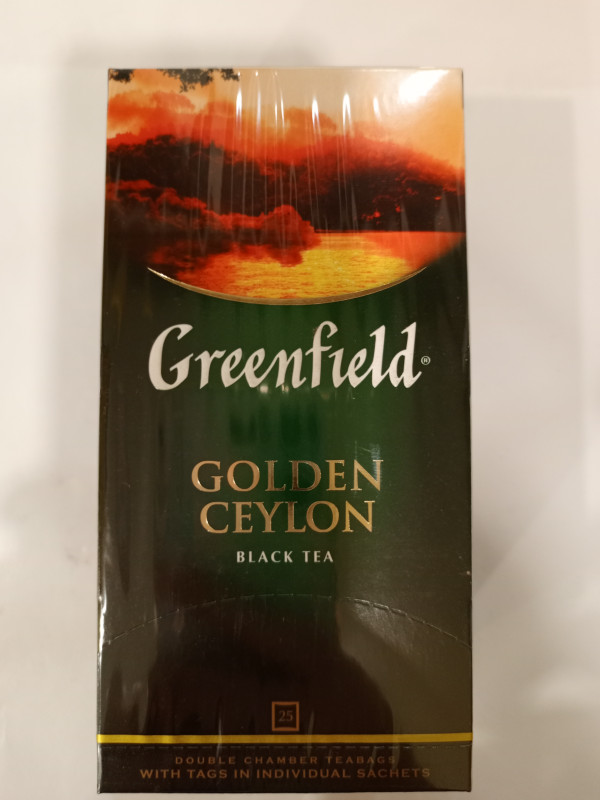 Greenfield®
GOLDEN
CEYLON
BLACK TEA
25
DOUBLE CHAMBER TEABAGS
WITH TAGS IN INDIVIDUAL SACHETS